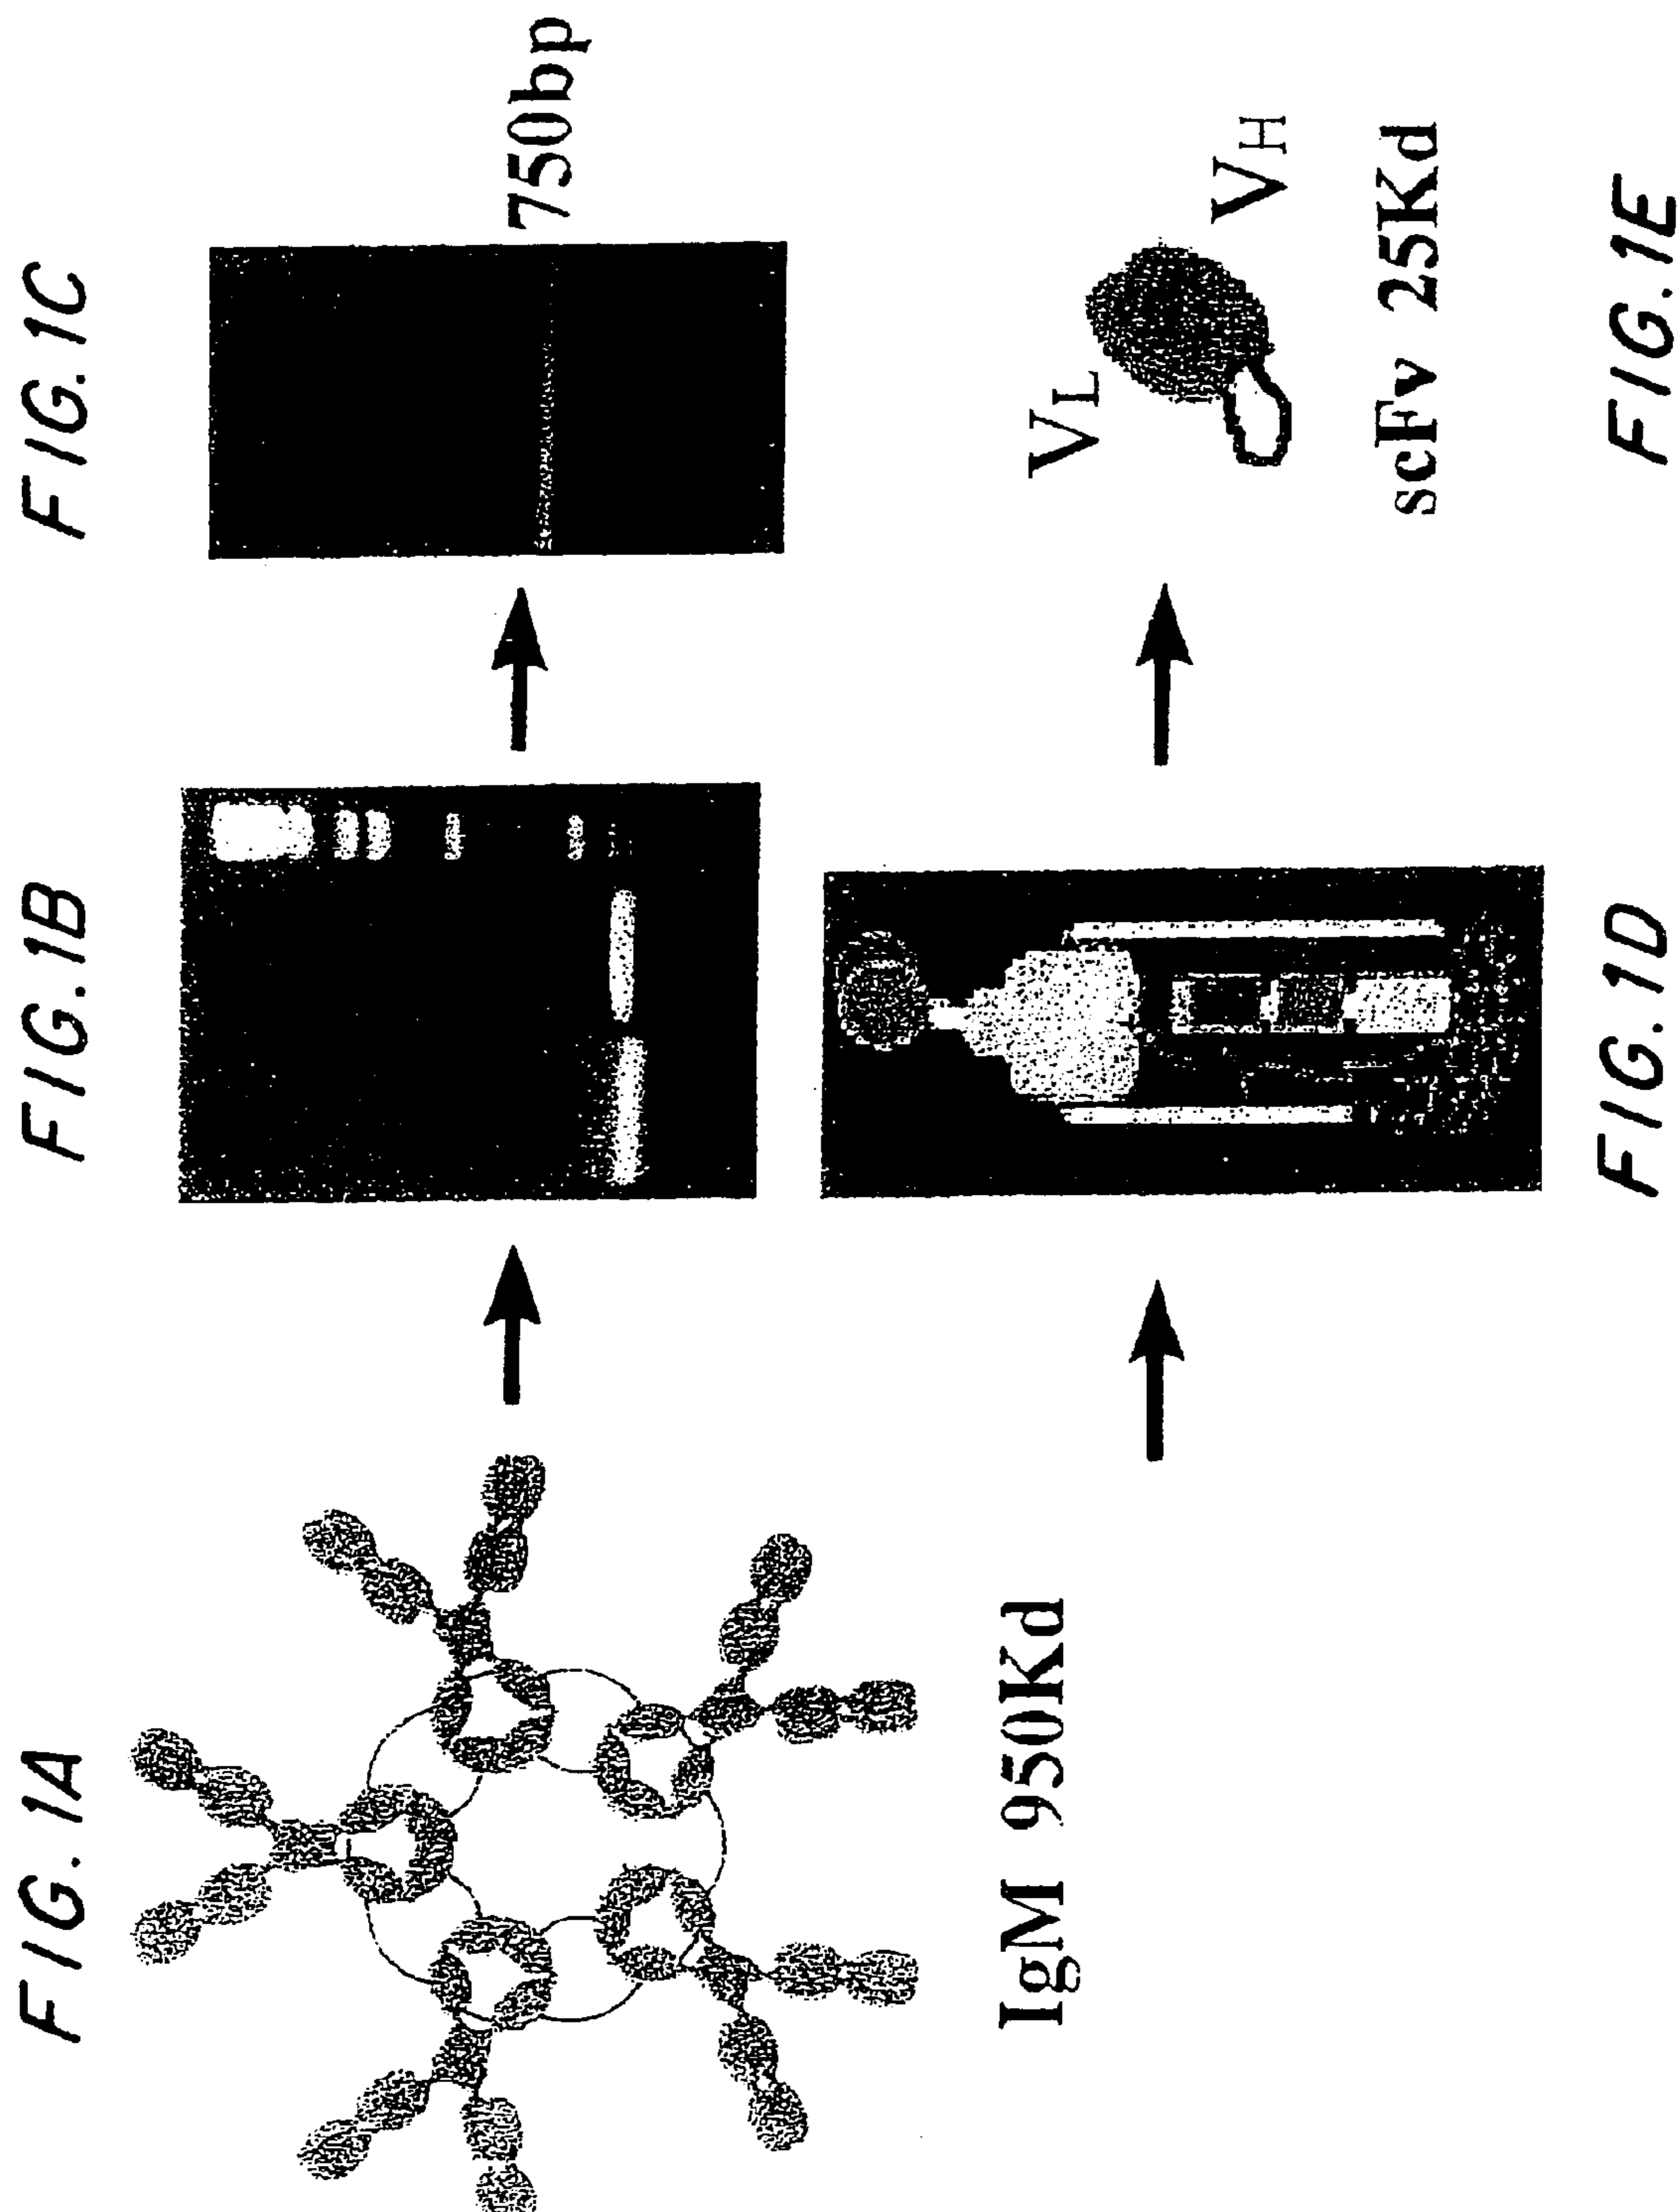 FIG. 1A
IgM 950Kd
FIG. 1B
FIG. 1C
750bp
FIG. 1D
VL
VH
scFv 25Kd
FIG. 1E